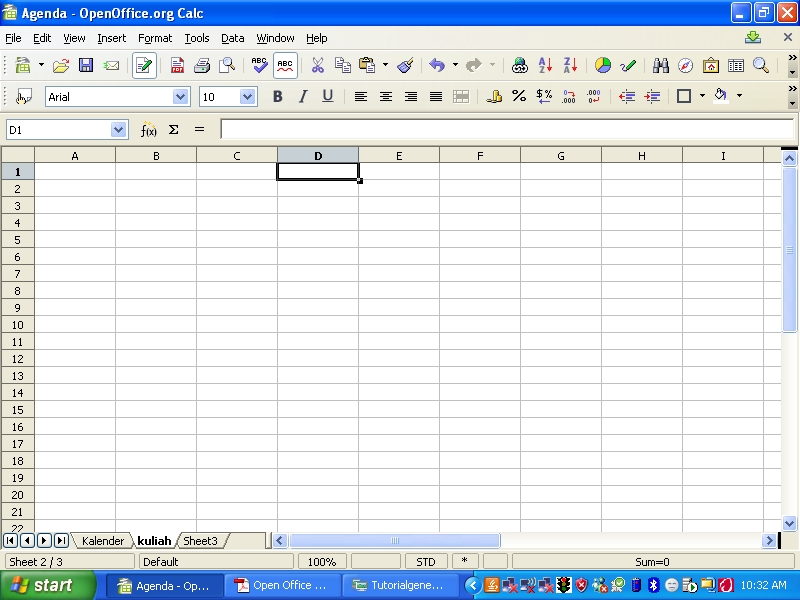 Agenda - OpenOffice.org Calc
File Edit View Insert Format Tools Data Window Help
Arial 10 B I U
D1 f(x) Σ =
A B C D E F G H I
1
2
3
4
5
6
7
8
9
10
11
12
13
14
15
16
17
18
19
20
21
22
Kalender kuliah Sheet3
Sheet 2 / 3 Default 100% STD * Sum=0
start Agenda - Op... Open Office ... Tutorialgene... 10:32 AM